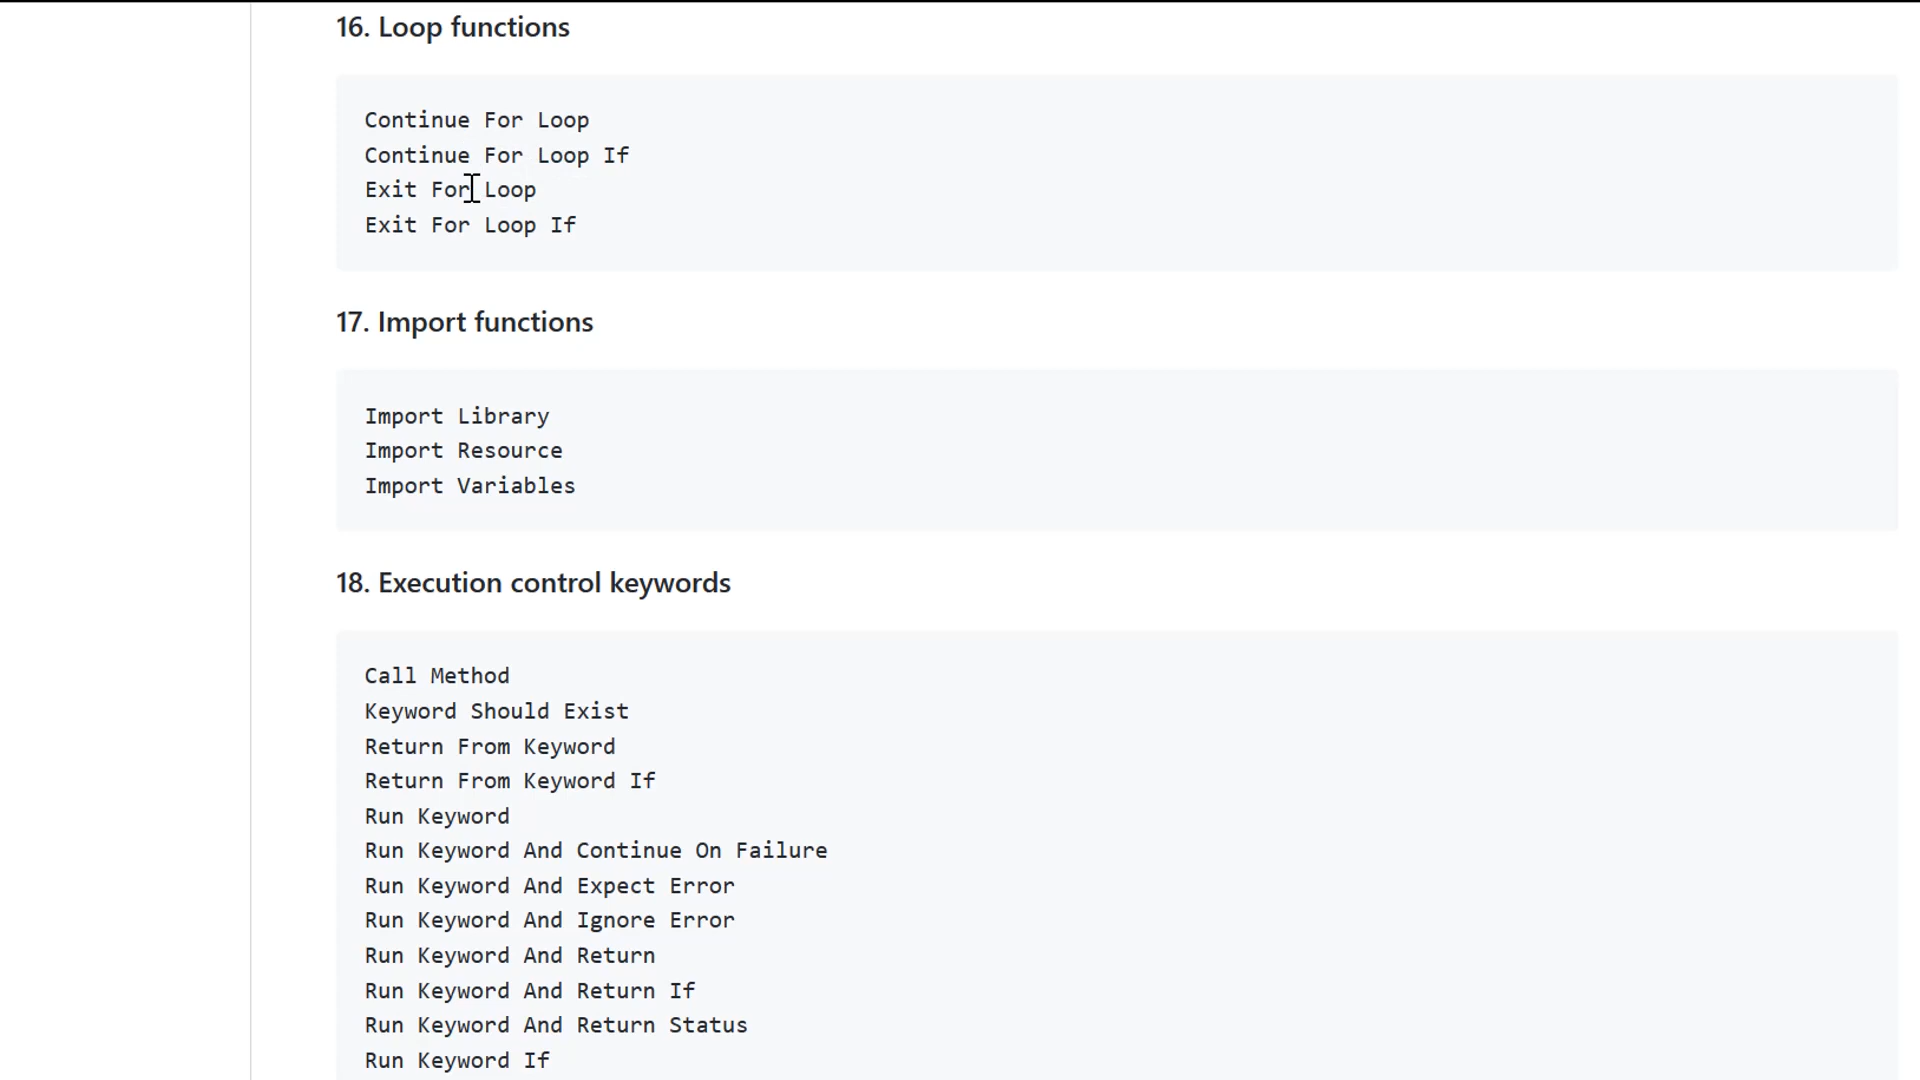 16. Loop functions
Continue For Loop
Continue For Loop If
Exit For Loop
Exit For Loop If
17. Import functions
Import Library
Import Resource
Import Variables
18. Execution control keywords
Call Method
Keyword Should Exist
Return From Keyword
Return From Keyword If
Run Keyword
Run Keyword And Continue On Failure
Run Keyword And Expect Error
Run Keyword And Ignore Error
Run Keyword And Return
Run Keyword And Return If
Run Keyword And Return Status
Run Keyword If